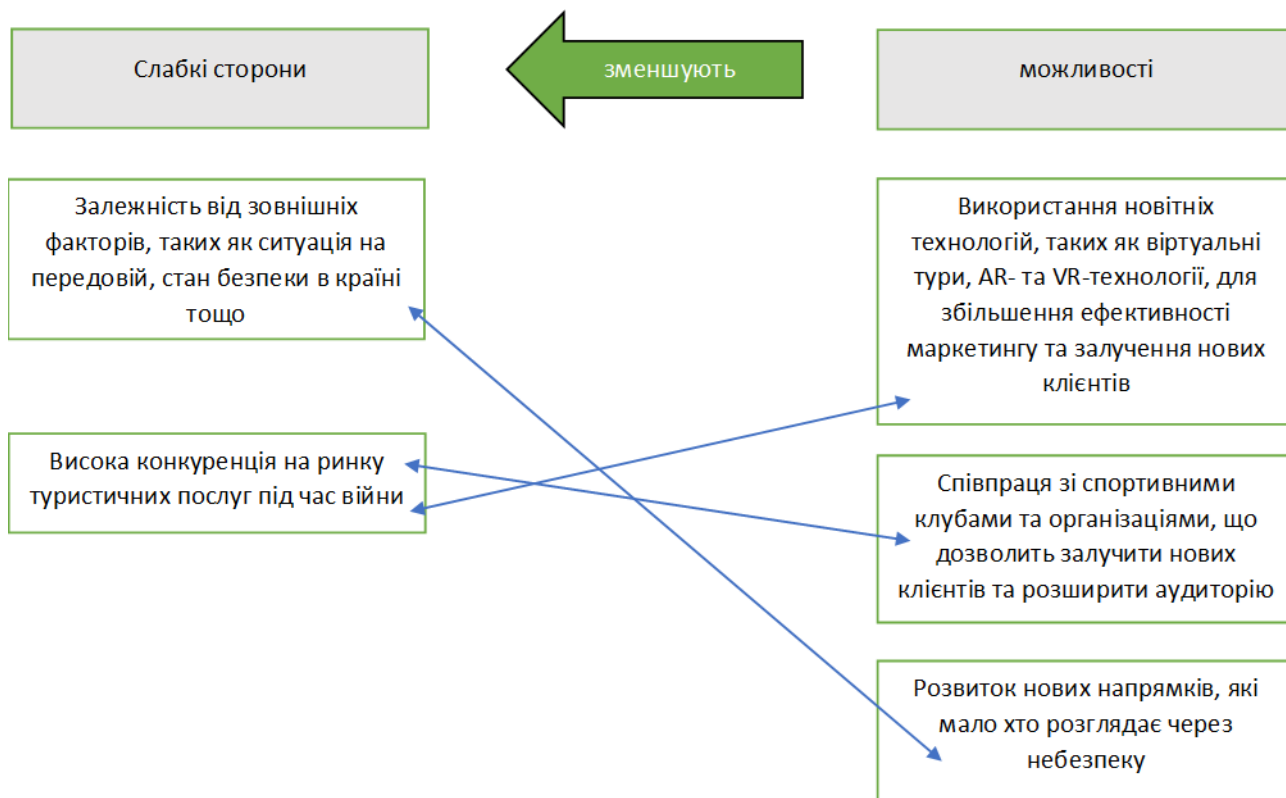 Слабкі сторони
зменшують
можливості
Залежність від зовнішніх
факторів, таких як ситуація на
передовій, стан безпеки в країні
тощо
Висока конкуренція на ринку
туристичних послуг під час війни
Використання новітніх
технологій, таких як віртуальні
тури, AR- та VR-технології, для
збільшення ефективності
маркетингу та залучення нових
клієнтів
Співпраця зі спортивними
клубами та організаціями, що
дозволить залучити нових
клієнтів та розширити аудиторію
Розвиток нових напрямків, які
мало хто розглядає через
небезпеку